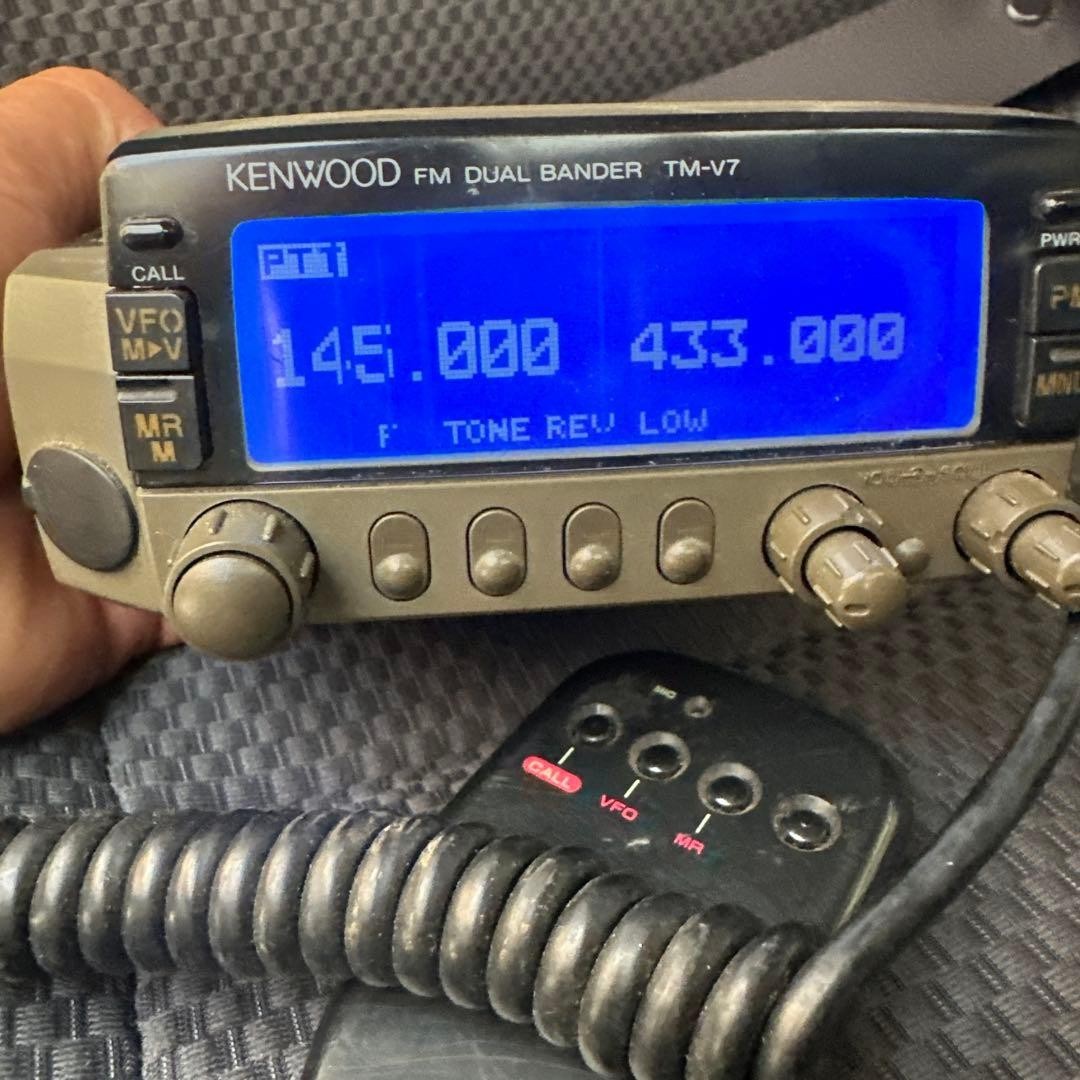 KENWOOD FM DUAL BANDER TM-V7
CALL
PWR
PTT
VFO
M▶V
145.000 433.000
MR
M
F TONE REV LOW
MIC
CALL
VFO
MR